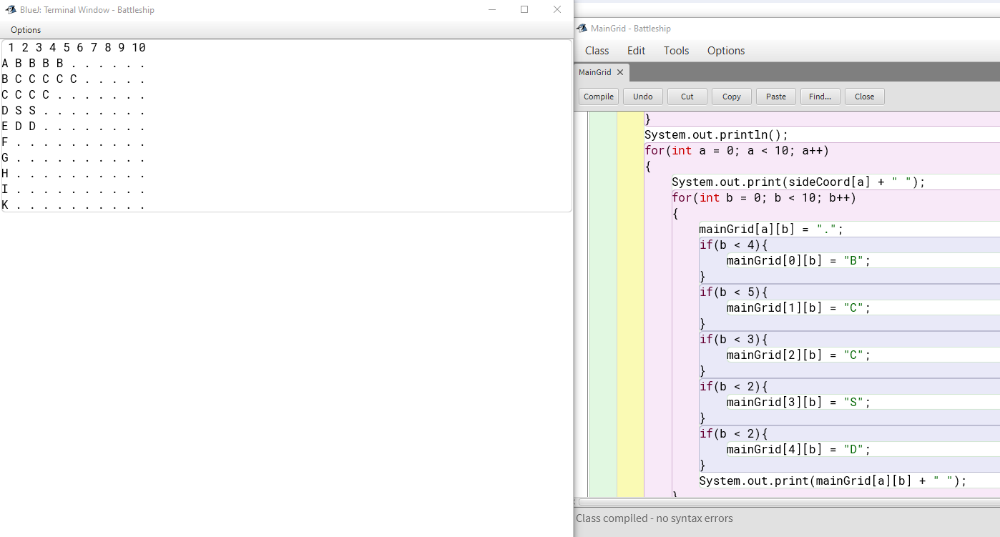 BlueJ: Terminal Window - Battleship
Options
1 2 3 4 5 6 7 8 9 10
A B B B B . . . . . .
B C C C C C . . . . .
C C C C . . . . . . .
D S S . . . . . . . .
E D D . . . . . . . .
F . . . . . . . . . .
G . . . . . . . . . .
H . . . . . . . . . .
I . . . . . . . . . .
K . . . . . . . . . .
MainGrid - Battleship
Class Edit Tools Options
MainGrid
Compile Undo Cut Copy Paste Find... Close
}
System.out.println();
for(int a = 0; a < 10; a++)
{
System.out.print(sideCoord[a] + " ");
for(int b = 0; b < 10; b++)
{
mainGrid[a][b] = ".";
if(b < 4){
mainGrid[0][b] = "B";
}
if(b < 5){
mainGrid[1][b] = "C";
}
if(b < 3){
mainGrid[2][b] = "C";
}
if(b < 2){
mainGrid[3][b] = "S";
}
if(b < 2){
mainGrid[4][b] = "D";
}
System.out.print(mainGrid[a][b] + " ");
}
Class compiled - no syntax errors